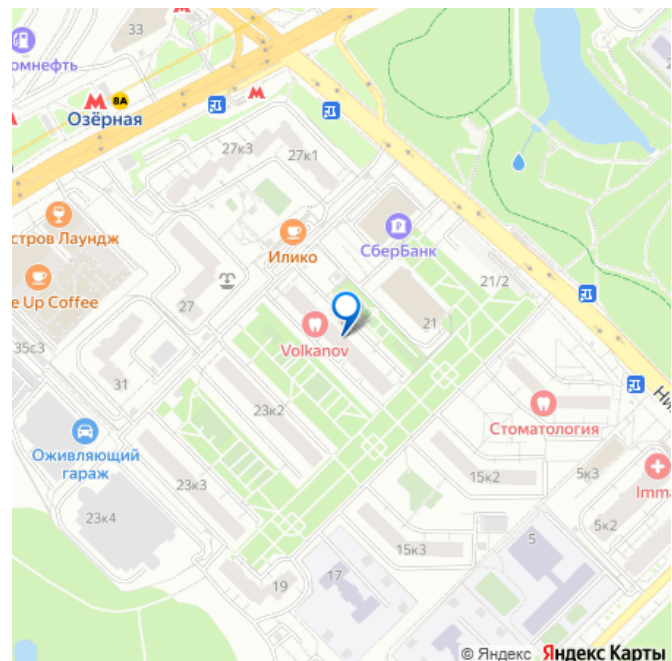 33
омнефть
8А
Озёрная
27к3
27к1
стров Лаундж
Илико
СберБанк
e Up Coffee
27
21/2
21
35с3
Volkanov
31
23к2
Стоматология
Ни
Оживляющий
гараж
15к2
5к3
23к3
Imma
23к4
5к2
15к3
5
17
19
© Яндекс Яндекс Карты